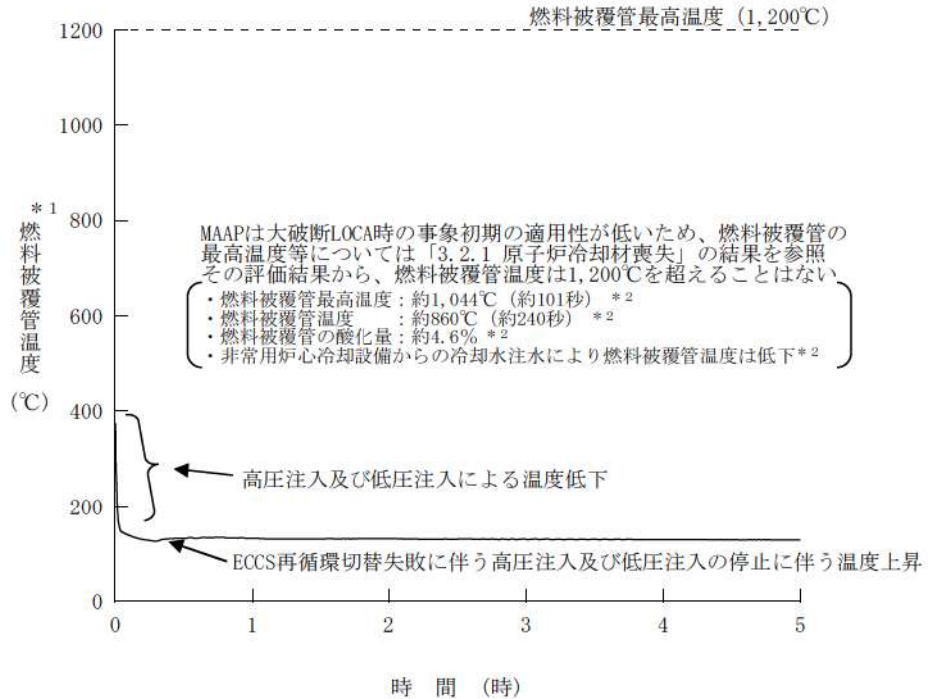 燃料被覆管最高温度 (1,200℃)
1200
1000
800
600
400
200
0
*1
燃料被覆管温度
(℃)
MAAPは大破断LOCA時の事象初期の適用性が低いため、燃料被覆管の
最高温度等については「3.2.1 原子炉冷却材喪失」の結果を参照
その評価結果から、燃料被覆管温度は1,200℃を超えることはない
・燃料被覆管最高温度：約1,044℃（約101秒） *2
・燃料被覆管温度　　：約860℃（約240秒） *2
・燃料被覆管の酸化量：約4.6% *2
・非常用炉心冷却設備からの冷却水注水により燃料被覆管温度は低下*2
高圧注入及び低圧注入による温度低下
ECCS再循環切替失敗に伴う高圧注入及び低圧注入の停止に伴う温度上昇
0 1 2 3 4 5
時　間　(時)